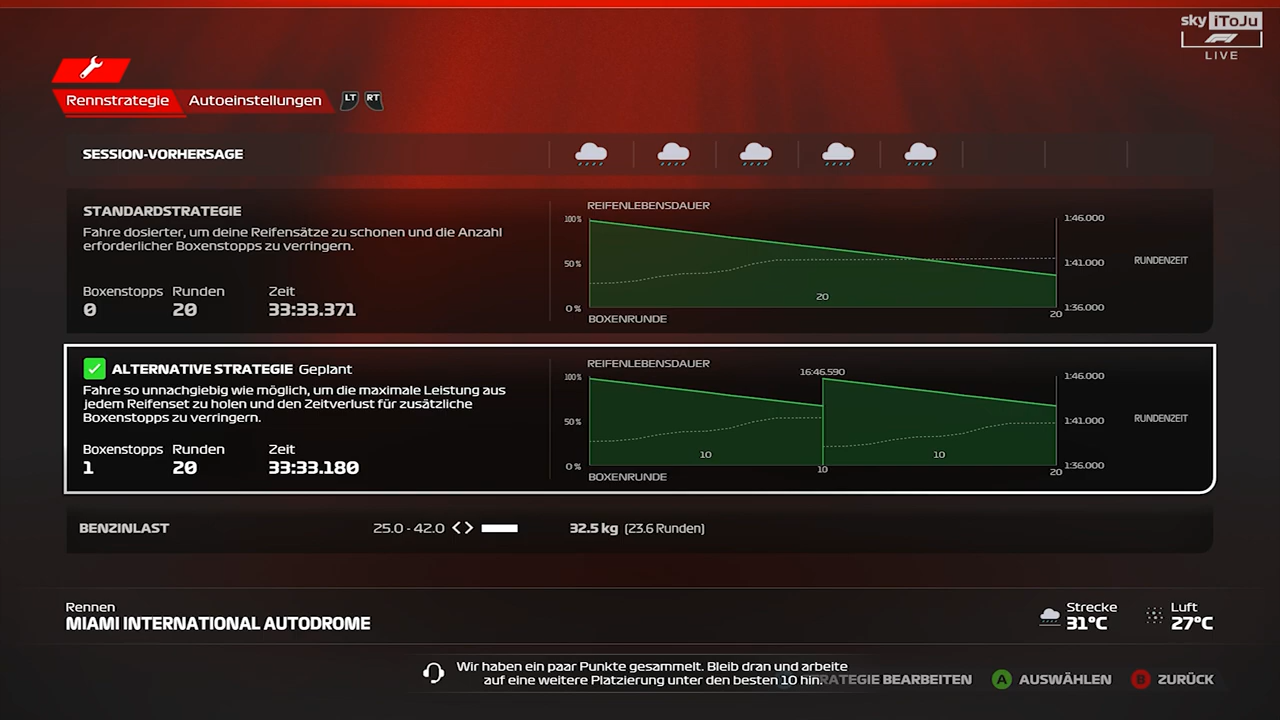 sky iToJu
F1
LIVE
Rennstrategie Autoeinstellungen LT RT
SESSION-VORHERSAGE
STANDARDSTRATEGIE
Fahre dosierter, um deine Reifensätze zu schonen und die Anzahl
erforderlicher Boxenstopps zu verringern.
Boxenstopps Runden Zeit
0 20 33:33.371
REIFENLEBENSDAUER
100% 1:46.000
50% 1:41.000 RUNDENZEIT
20
0% 20 1:36.000
BOXENRUNDE
ALTERNATIVE STRATEGIE Geplant
Fahre so unnachgiebig wie möglich, um die maximale Leistung aus
jedem Reifenset zu holen und den Zeitverlust für zusätzliche
Boxenstopps zu verringern.
Boxenstopps Runden Zeit
1 20 33:33.180
REIFENLEBENSDAUER
16:46.590
100% 1:46.000
50% 1:41.000 RUNDENZEIT
10 10
0% 10 20 1:36.000
BOXENRUNDE
BENZINLAST 25.0 - 42.0 32.5 kg (23.6 Runden)
Rennen
MIAMI INTERNATIONAL AUTODROME
Strecke Luft
31°C 27°C
Wir haben ein paar Punkte gesammelt. Bleib dran und arbeite
auf eine weitere Platzierung unter den besten 10 hin.
BEARBEITEN A AUSWÄHLEN B ZURÜCK